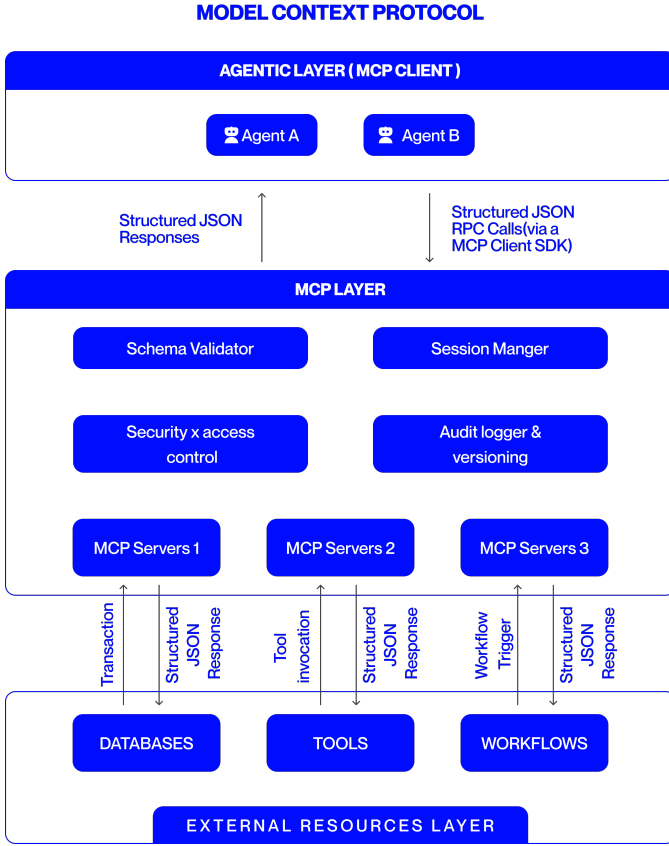 MODEL CONTEXT PROTOCOL
AGENTIC LAYER ( MCP CLIENT )
Agent A
Agent B
Structured JSON
Responses
Structured JSON
RPC Calls(via a
MCP Client SDK)
MCP LAYER
Schema Validator
Session Manger
Security x access
control
Audit logger &
versioning
MCP Servers 1
MCP Servers 2
MCP Servers 3
Transaction
Structured
JSON
Response
Tool
invocation
Structured
JSON
Response
Workflow
Trigger
Structured
JSON
Response
DATABASES
TOOLS
WORKFLOWS
EXTERNAL RESOURCES LAYER